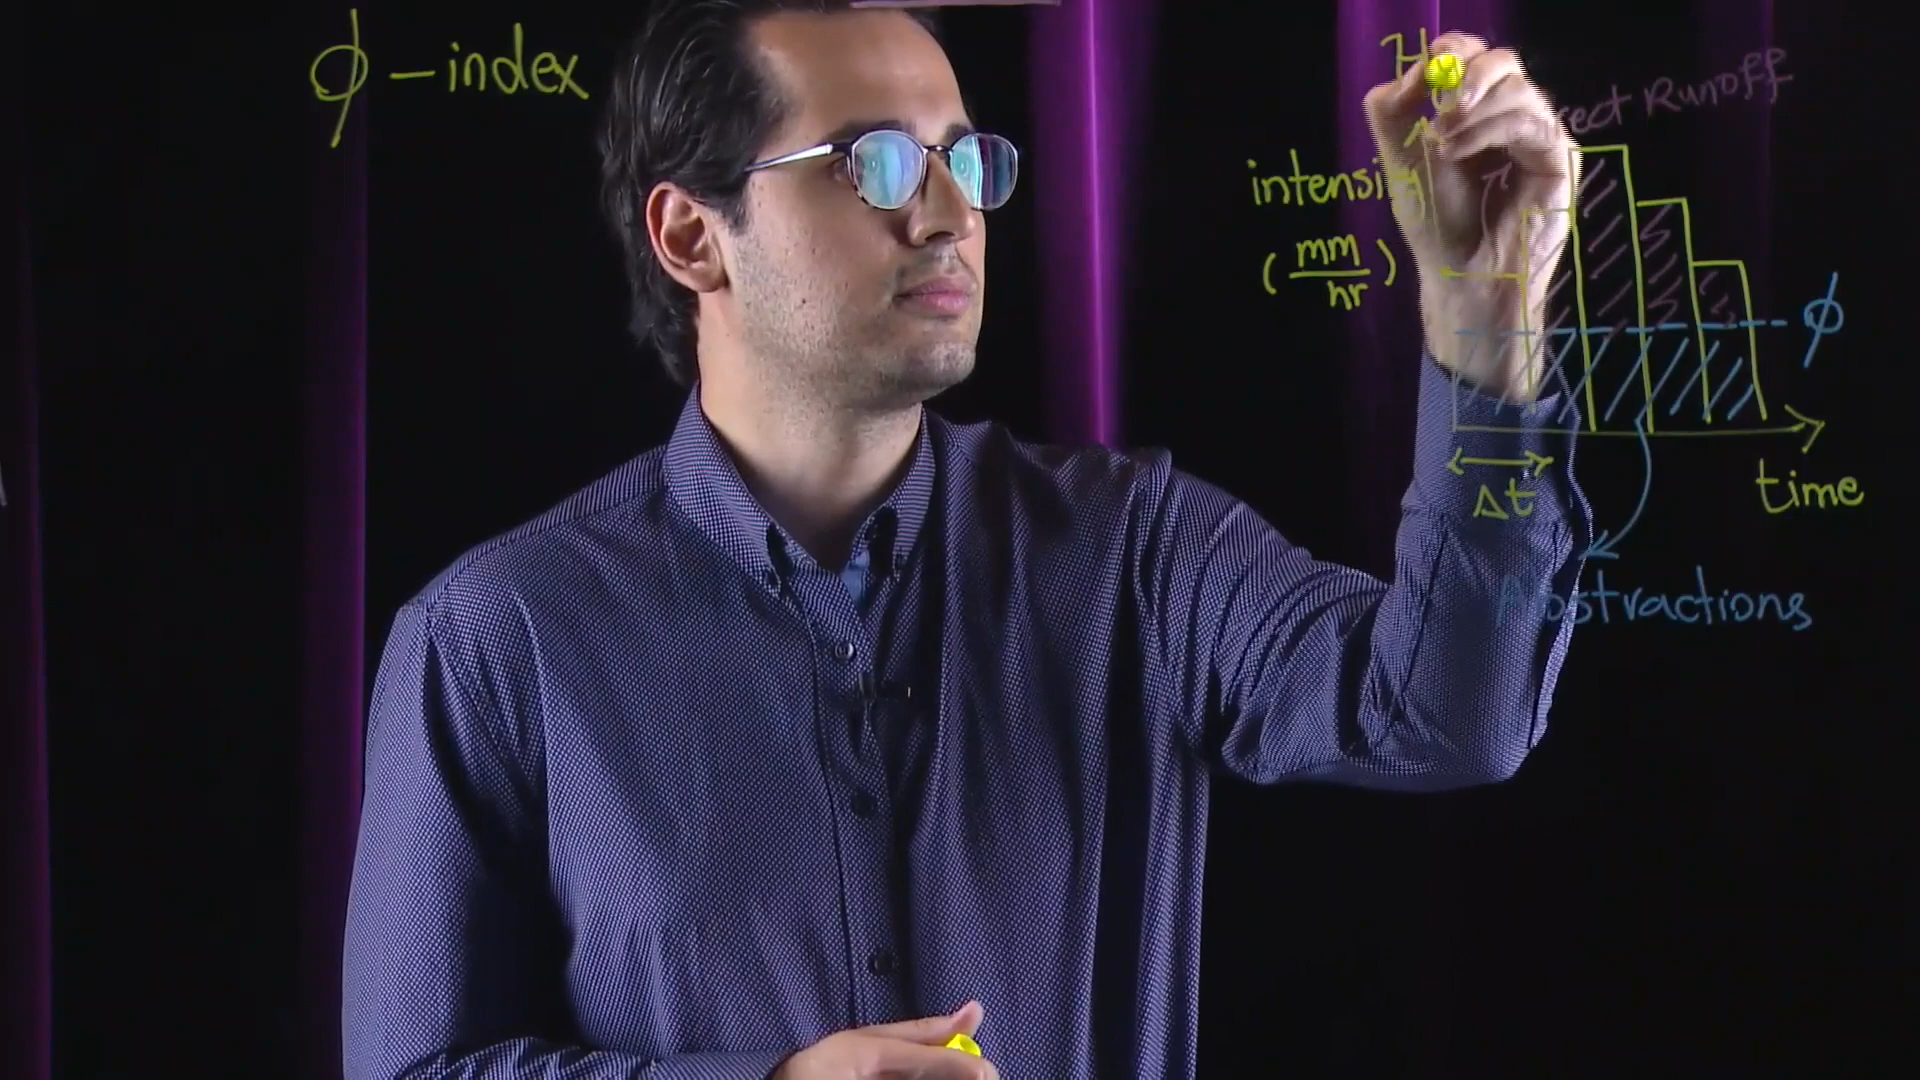 ϕ - index
Direct Runoff
intensity
(mm/hr)
ϕ
Δt
time
Abstractions